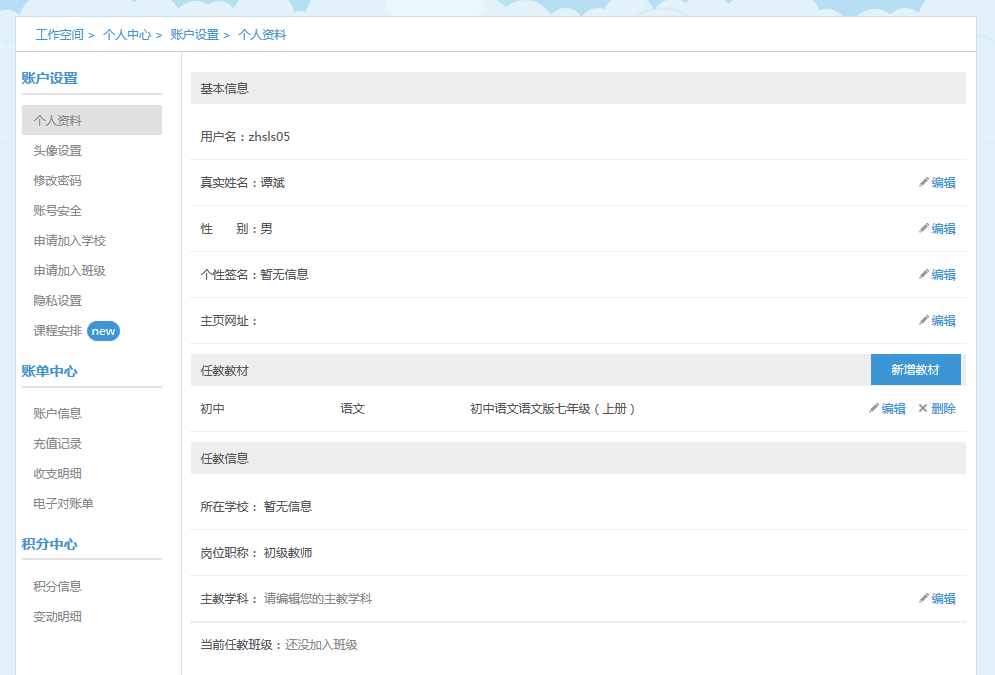 工作空间 > 个人中心 > 账户设置 > 个人资料
账户设置
个人资料
头像设置
修改密码
账号安全
申请加入学校
申请加入班级
隐私设置
课程安排 new
账单中心
账户信息
充值记录
收支明细
电子对账单
积分中心
积分信息
变动明细
基本信息
用户名：zhsls05
真实姓名：谭斌 编辑
性 别：男 编辑
个性签名：暂无信息 编辑
主页网址： 编辑
任教教材 新增教材
初中 语文 初中语文语文版七年级（上册） 编辑 删除
任教信息
所在学校： 暂无信息
岗位职称： 初级教师
主教学科： 请编辑您的主教学科 编辑
当前任教班级：还没加入班级